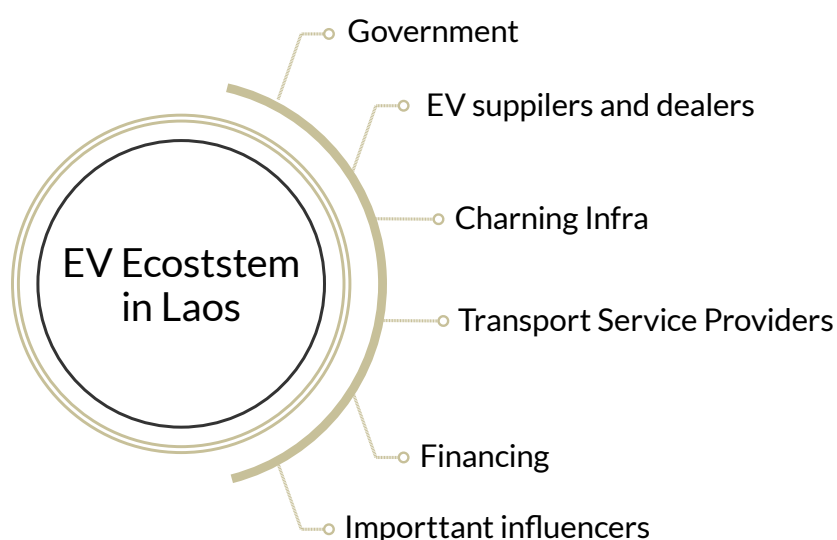 Government
EV suppilers and dealers
Charning Infra
EV Ecoststem
in Laos
Transport Service Providers
Financing
Importtant influencers